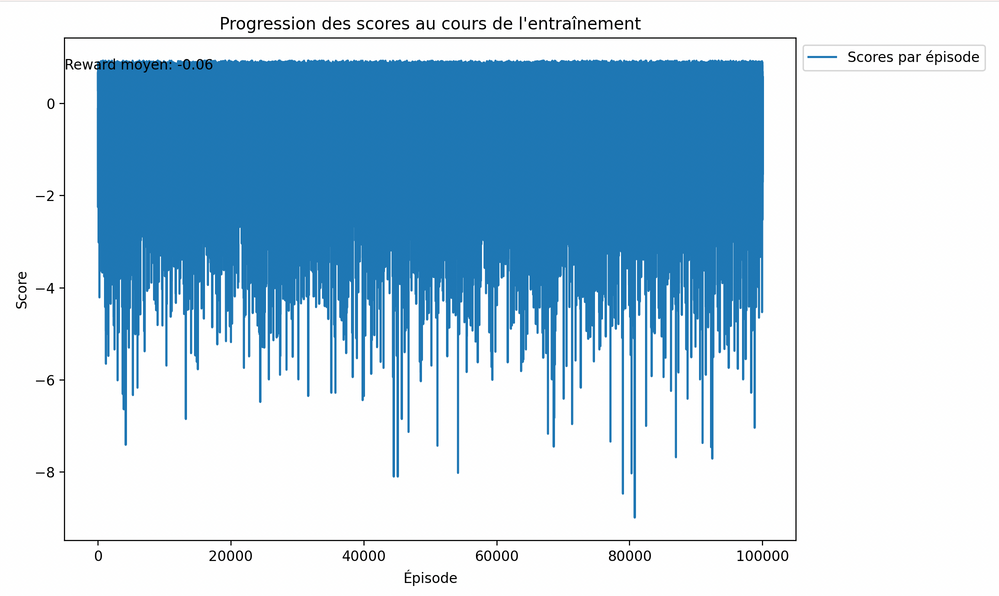 Progression des scores au cours de l'entraînement
Reward moyen: -0.06
Scores par épisode
0
−2
−4
−6
−8
Score
0
20000
40000
60000
80000
100000
Épisode